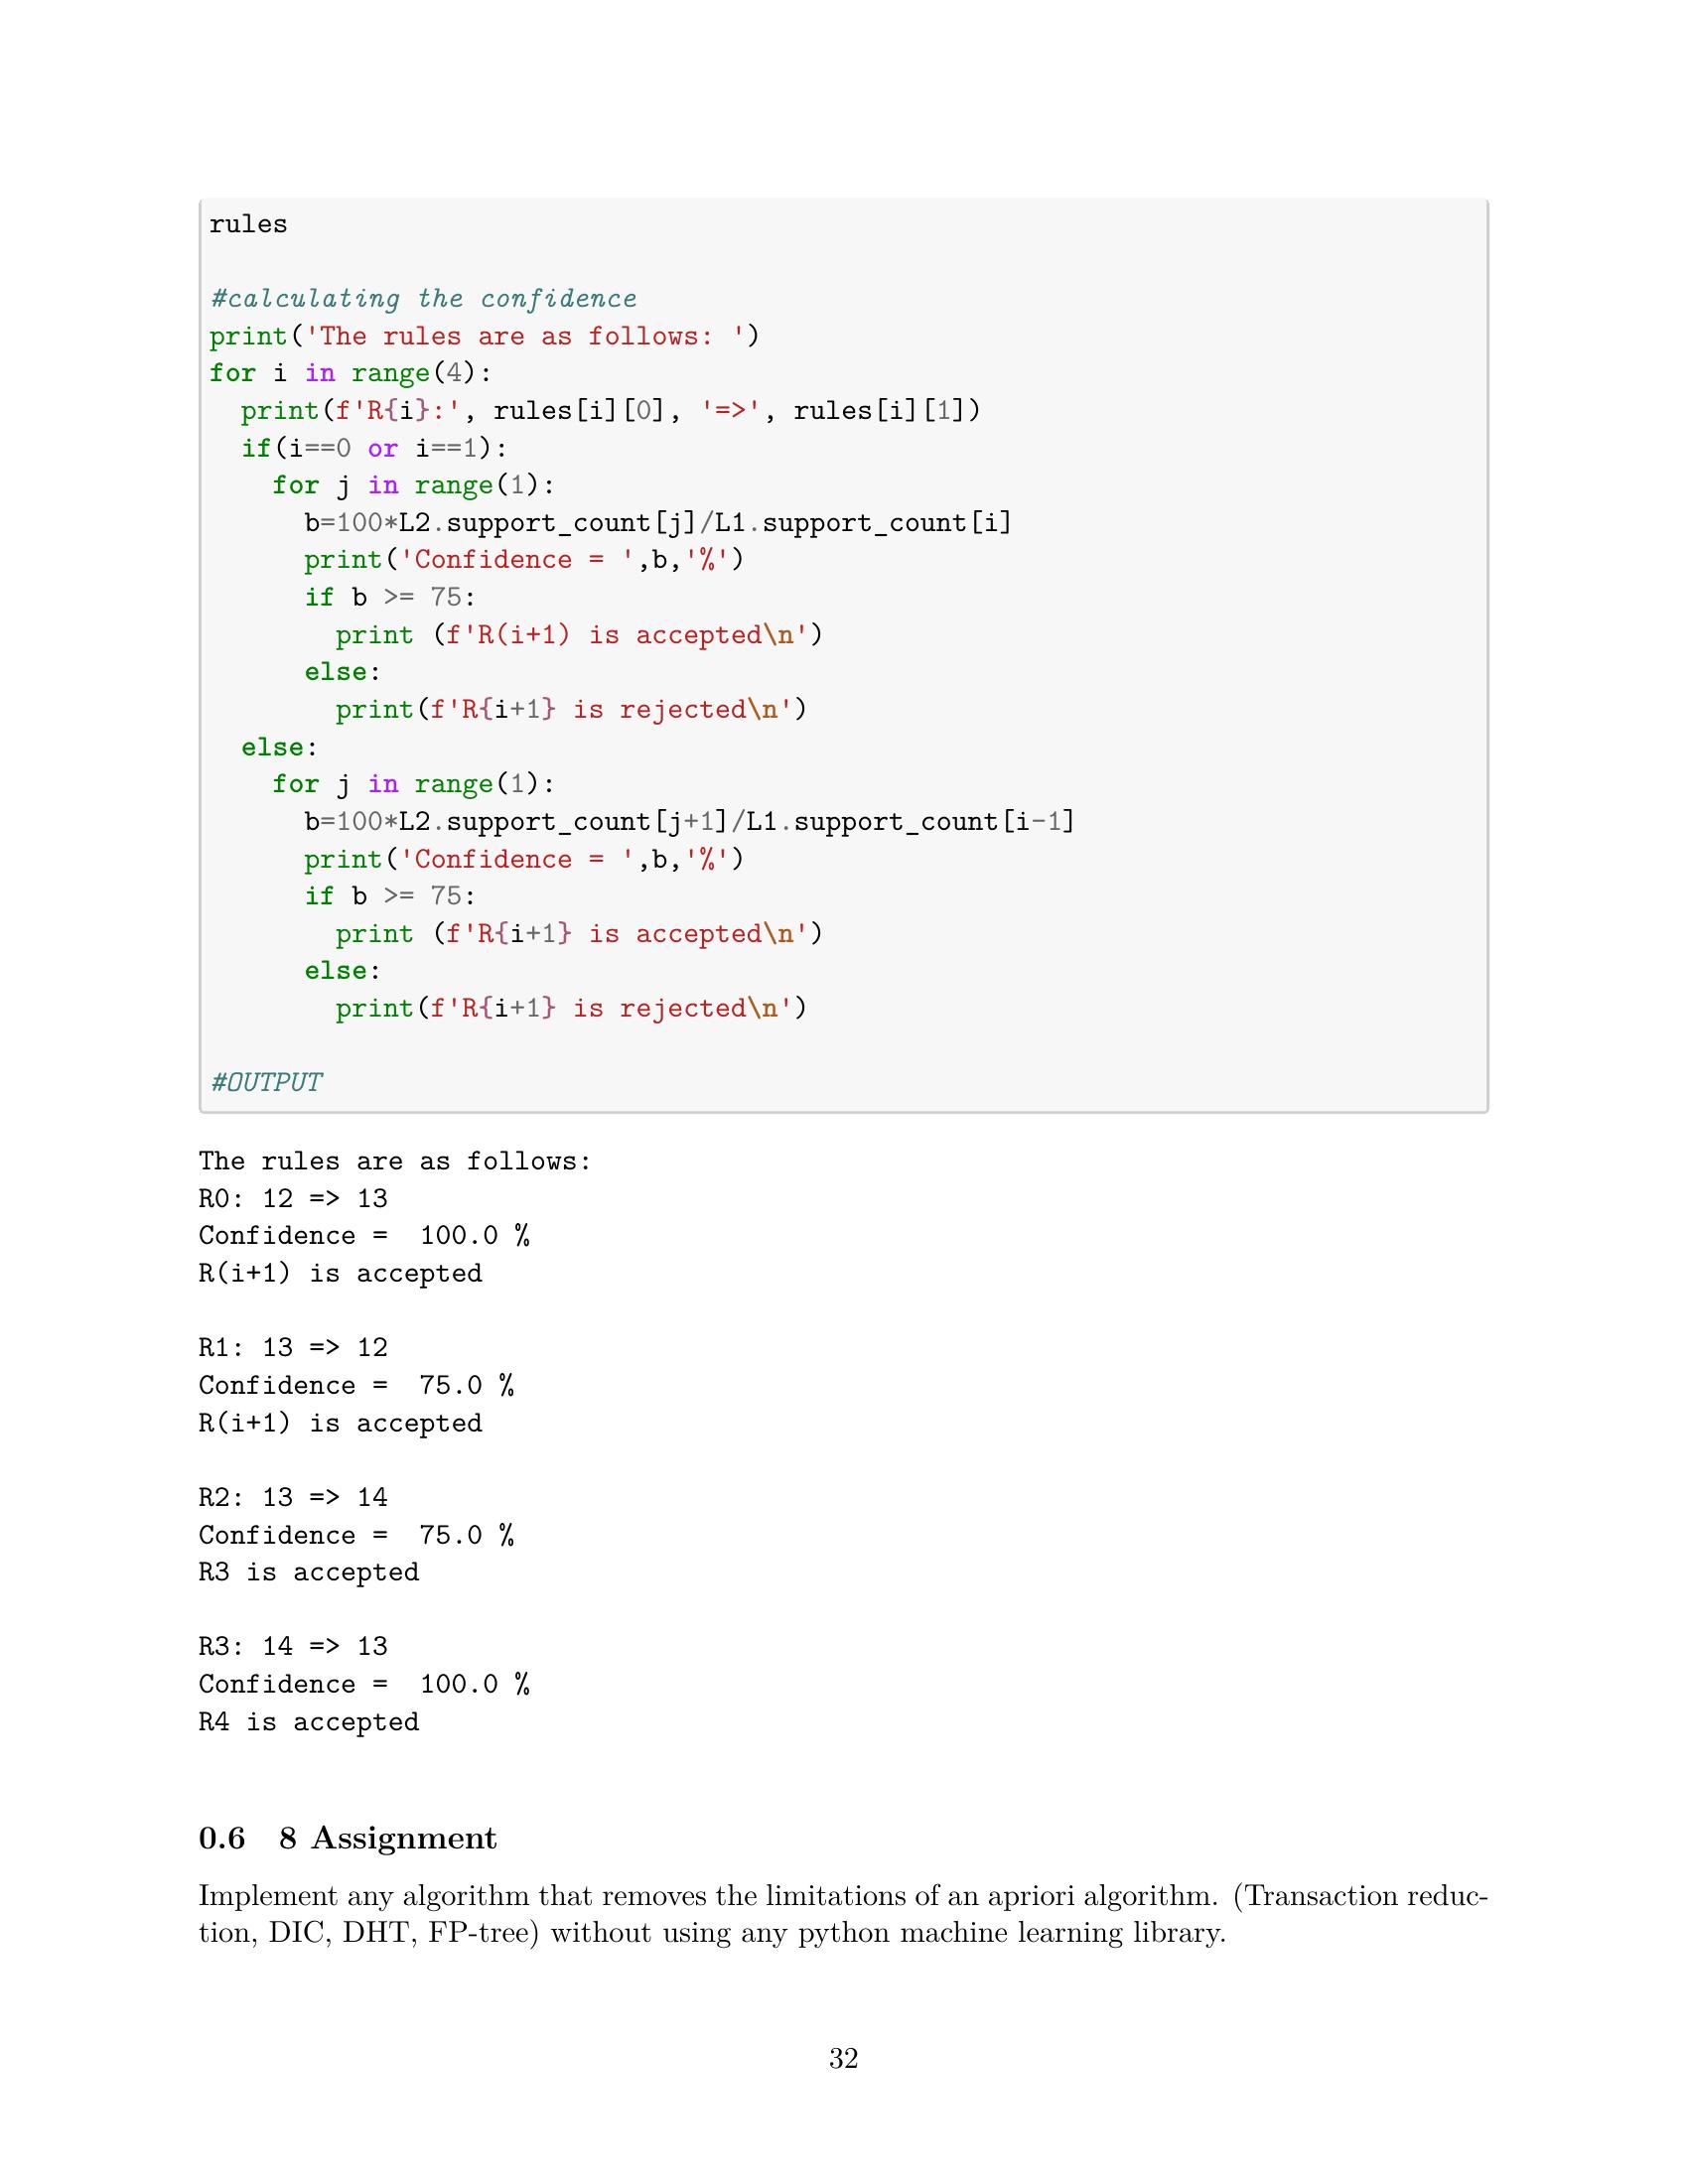 rules
#calculating the confidence
print('The rules are as follows: ')
for i in range(4):
  print(f'R{i}:', rules[i][0], '=>', rules[i][1])
  if(i==0 or i==1):
    for j in range(1):
      b=100*L2.support_count[j]/L1.support_count[i]
      print('Confidence = ',b,'%')
      if b >= 75:
        print (f'R(i+1) is accepted\n')
      else:
        print(f'R{i+1} is rejected\n')
  else:
    for j in range(1):
      b=100*L2.support_count[j+1]/L1.support_count[i-1]
      print('Confidence = ',b,'%')
      if b >= 75:
        print (f'R{i+1} is accepted\n')
      else:
        print(f'R{i+1} is rejected\n')
#OUTPUT
The rules are as follows:
R0: 12 => 13
Confidence =  100.0 %
R(i+1) is accepted
R1: 13 => 12
Confidence =  75.0 %
R(i+1) is accepted
R2: 13 => 14
Confidence =  75.0 %
R3 is accepted
R3: 14 => 13
Confidence =  100.0 %
R4 is accepted
0.6 8 Assignment
Implement any algorithm that removes the limitations of an apriori algorithm. (Transaction reduc-
tion, DIC, DHT, FP-tree) without using any python machine learning library.
32